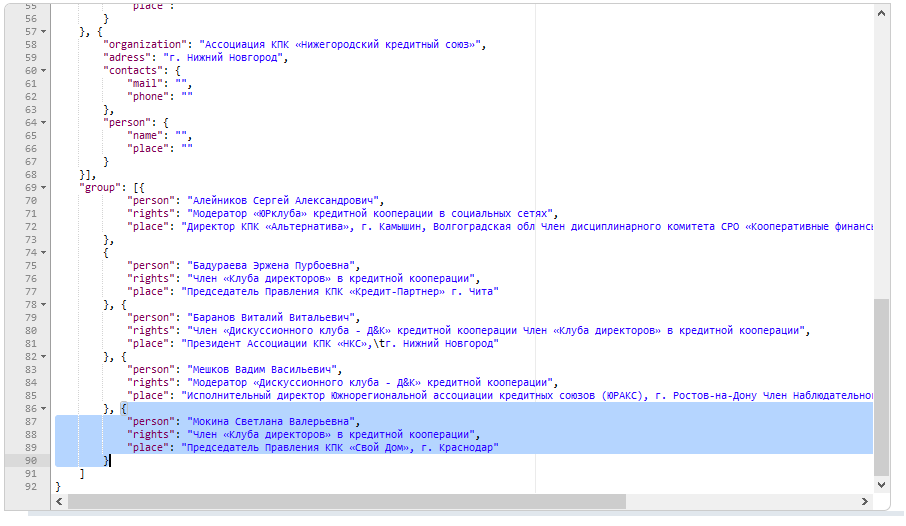 55 "place":
56 }
57 }, {
58 "organization": "Ассоциация КПК «Нижегородский кредитный союз»",
59 "adress": "г. Нижний Новгород",
60 "contacts": {
61 "mail": "",
62 "phone": ""
63 },
64 "person": {
65 "name": "",
66 "place": ""
67 }
68 }],
69 "group": [{
70 "person": "Алейников Сергей Александрович",
71 "rights": "Модератор «ЮРклуба» кредитной кооперации в социальных сетях",
72 "place": "Директор КПК «Альтернатива», г. Камышин, Волгоградская обл Член дисциплинарного комитета СРО «Кооперативные финансы
73 },
74 {
75 "person": "Бадураева Эржена Пурбоевна",
76 "rights": "Член «Клуба директоров» в кредитной кооперации",
77 "place": "Председатель Правления КПК «Кредит-Партнер» г. Чита"
78 }, {
79 "person": "Баранов Виталий Витальевич",
80 "rights": "Член «Дискуссионного клуба - Д&К» кредитной кооперации Член «Клуба директоров» в кредитной кооперации",
81 "place": "Президент Ассоциации КПК «НКС»,\tг. Нижний Новгород"
82 }, {
83 "person": "Мешков Вадим Васильевич",
84 "rights": "Модератор «Дискуссионного клуба - Д&К» кредитной кооперации",
85 "place": "Исполнительный директор Южнорегиональной ассоциации кредитных союзов (ЮРАКС), г. Ростов-на-Дону Член Наблюдательно
86 }, {
87 "person": "Мокина Светлана Валерьевна",
88 "rights": "Член «Клуба директоров» в кредитной кооперации",
89 "place": "Председатель Правления КПК «Свой Дом», г. Краснодар"
90 }
91 ]
92 }